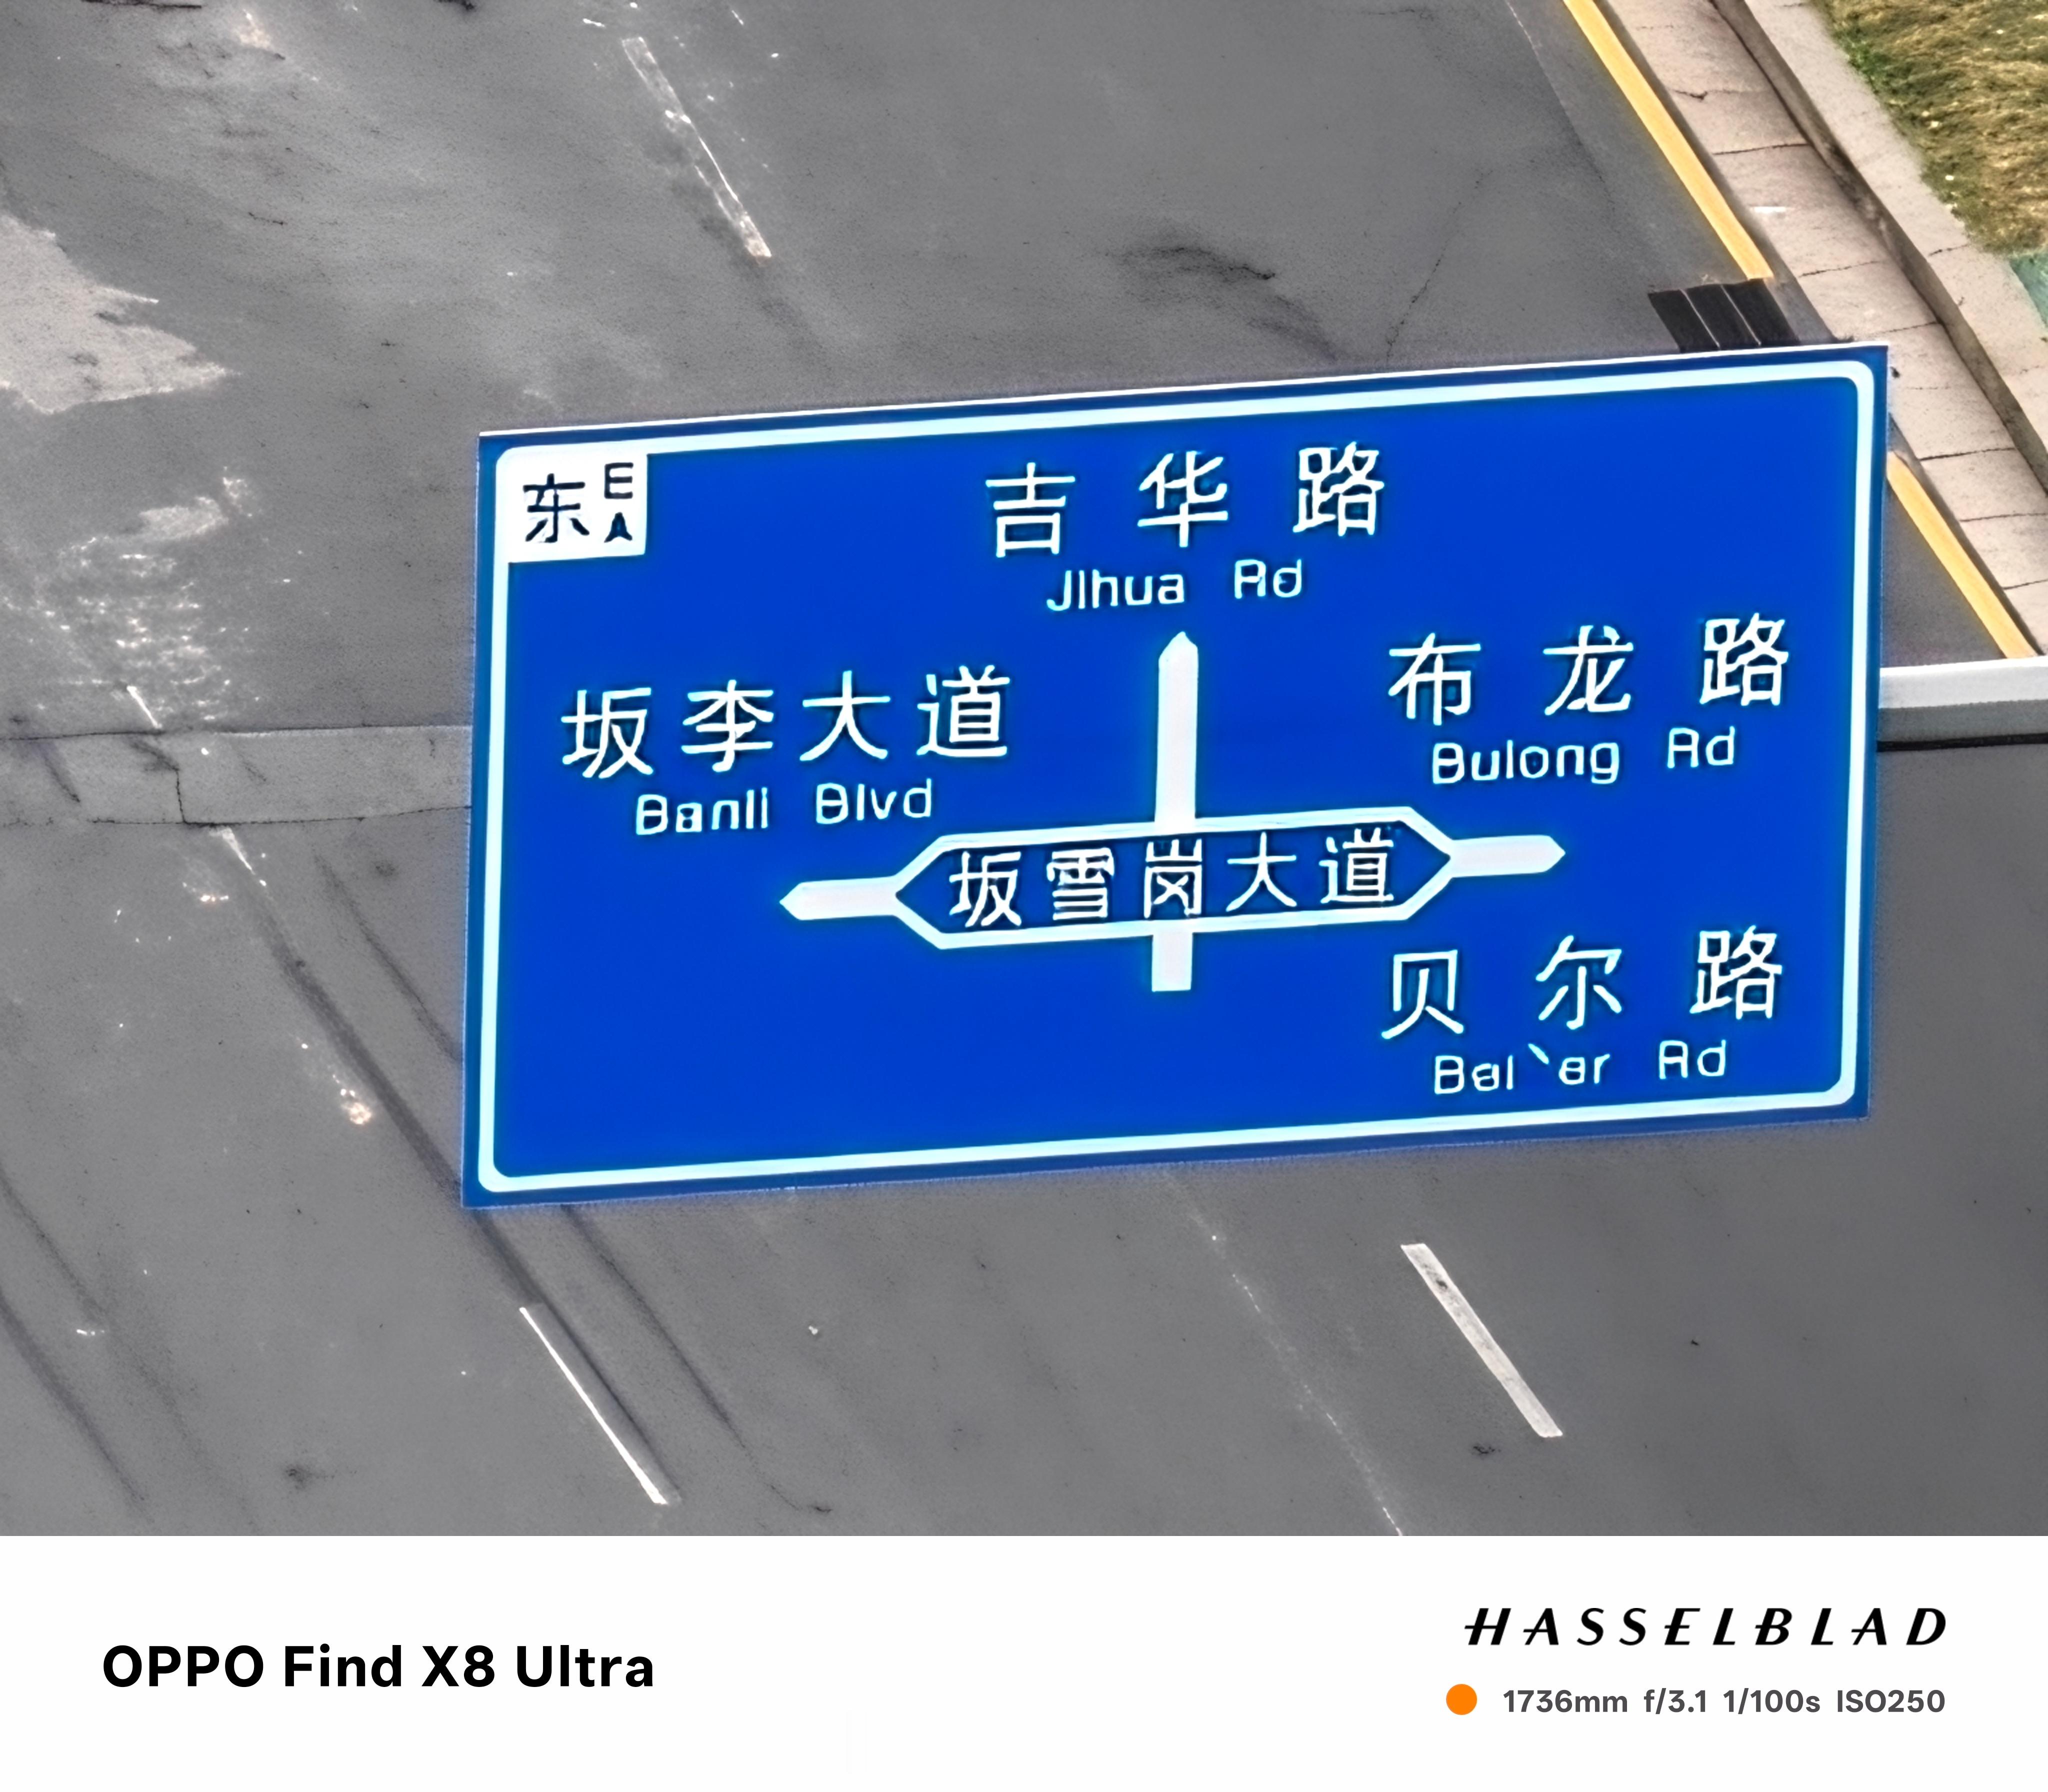 东 E
吉华路
Jihua Rd
坂李大道
Banli Blvd
布龙路
Bulong Rd
坂雪岗大道
贝尔路
Bei`er Rd
OPPO Find X8 Ultra
HASSELBLAD
1736mm f/3.1 1/100s ISO250